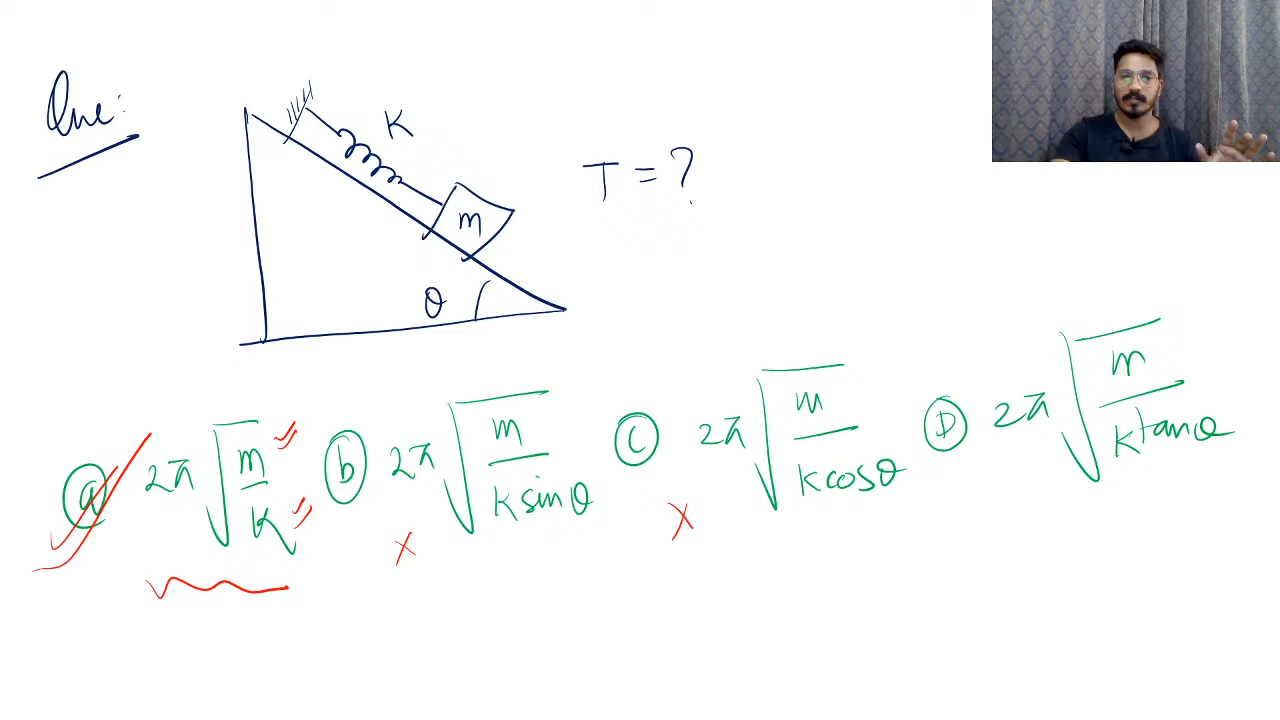 Que:
K
m
θ
T = ?
(a) 2π √(m/K)
(b) 2π √(m/K sinθ)
(c) 2π √(m/K cosθ)
(D) 2π √(m/K tanθ)